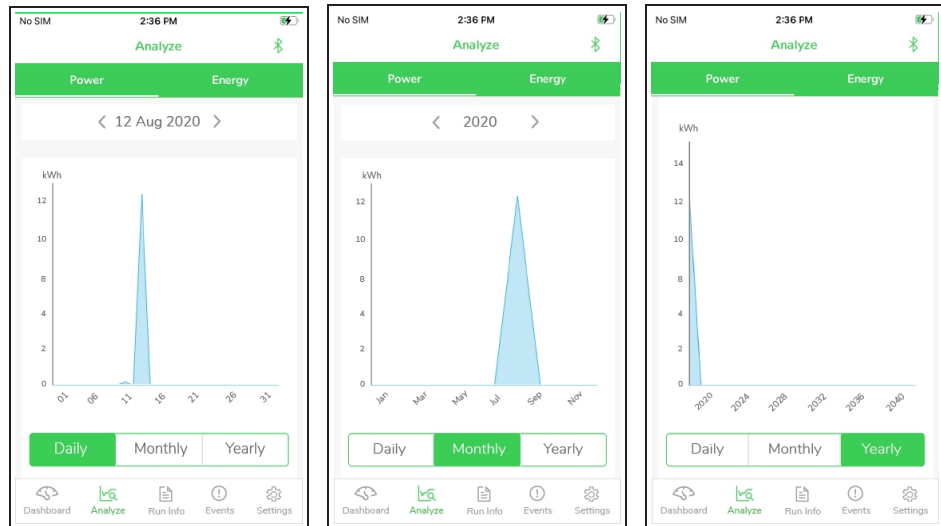 No SIM 2:36 PM
Analyze
Power Energy
12 Aug 2020
kWh
12
10
8
4
2
0
01 06 11 16 21 26 31
Daily Monthly Yearly
Dashboard Analyze Run Info Events Settings
No SIM 2:36 PM
Analyze
Power Energy
2020
kWh
12
10
8
4
2
0
Jan Mar May Jul Sep Nov
Daily Monthly Yearly
Dashboard Analyze Run Info Events Settings
No SIM 2:36 PM
Analyze
Power Energy
kWh
14
12
10
8
4
2
0
2020 2024 2028 2032 2036 2040
Daily Monthly Yearly
Dashboard Analyze Run Info Events Settings